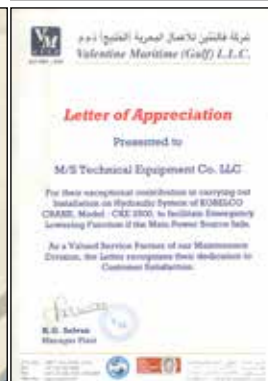 VM
شركة فالنتين للاعمال البحرية (الخليج) ذ.م.م
Valentine Maritime (Gulf) L.L.C.
Letter of Appreciation
Presented to
M/S Technical Equipment Co. LLC
For their exceptional contribution in carrying out
Installation on Hydraulic System of KOBELCO
CRANE, Model : CKE 2500, to facilitate Emergency
Lowering Function if the Main Power Source fails.
As a Valued Service Partner of our Maintenance
Division, the Letter recognizes their dedication to
Customer Satisfaction.
Manager Plant